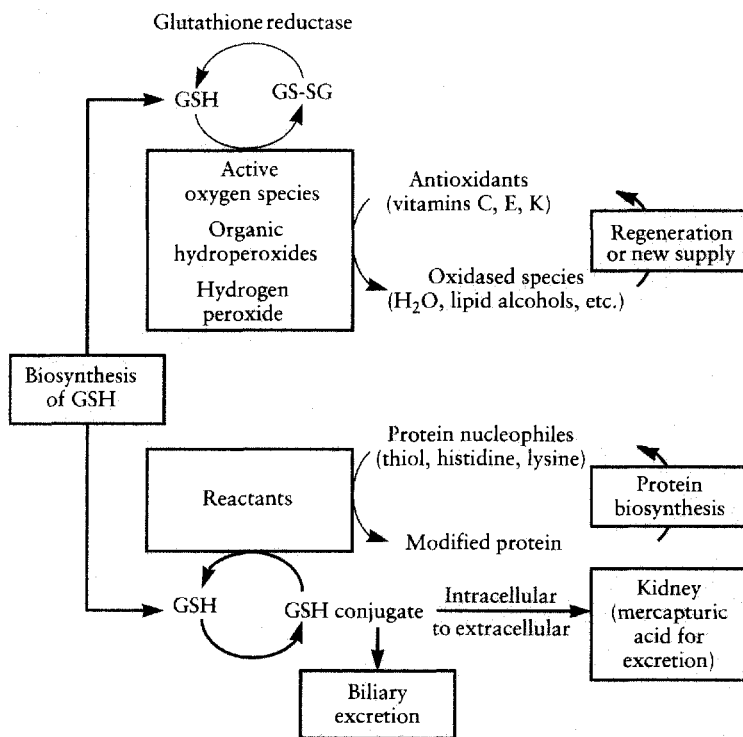 Glutathione reductase
GSH
GS-SG
Active
oxygen species
Organic
hydroperoxides
Hydrogen
peroxide
Antioxidants
(vitamins C, E, K)
Oxidased species
(H₂O, lipid alcohols, etc.)
Regeneration
or new supply
Biosynthesis
of GSH
Reactants
Protein nucleophiles
(thiol, histidine, lysine)
Modified protein
Protein
biosynthesis
GSH
GSH conjugate
Intracellular
to extracellular
Kidney
(mercapturic
acid for
excretion)
Biliary
excretion